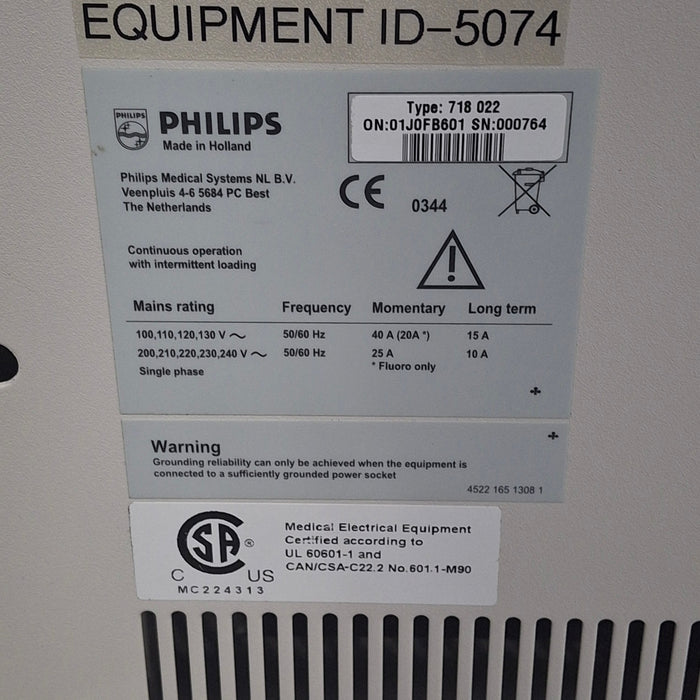 EQUIPMENT ID-5074
PHILIPS
PHILIPS
Made in Holland
Type: 718 022
ON:01J0FB601 SN:000764
Philips Medical Systems NL B.V.
Veenpluis 4-6 5684 PC Best
The Netherlands
CE 0344
Continuous operation
with intermittent loading
!
Mains rating Frequency Momentary Long term
100,110,120,130 V ~ 50/60 Hz 40 A (20A *) 15 A
200,210,220,230,240 V ~ 50/60 Hz 25 A 10 A
Single phase * Fluoro only
Warning
Grounding reliability can only be achieved when the equipment is
connected to a sufficiently grounded power socket
4522 165 1308 1
CSA ®
C US
MC224313
Medical Electrical Equipment
Certified according to
UL 60601-1 and
CAN/CSA-C22.2 No.601.1-M90